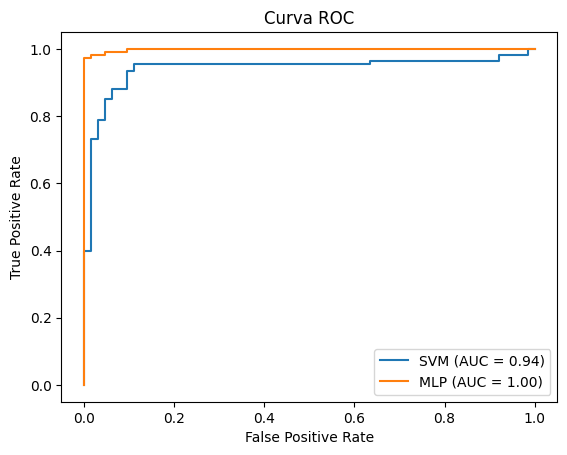 Curva ROC
True Positive Rate
1.0
0.8
0.6
0.4
0.2
0.0
SVM (AUC = 0.94)
MLP (AUC = 1.00)
0.0 0.2 0.4 0.6 0.8 1.0
False Positive Rate